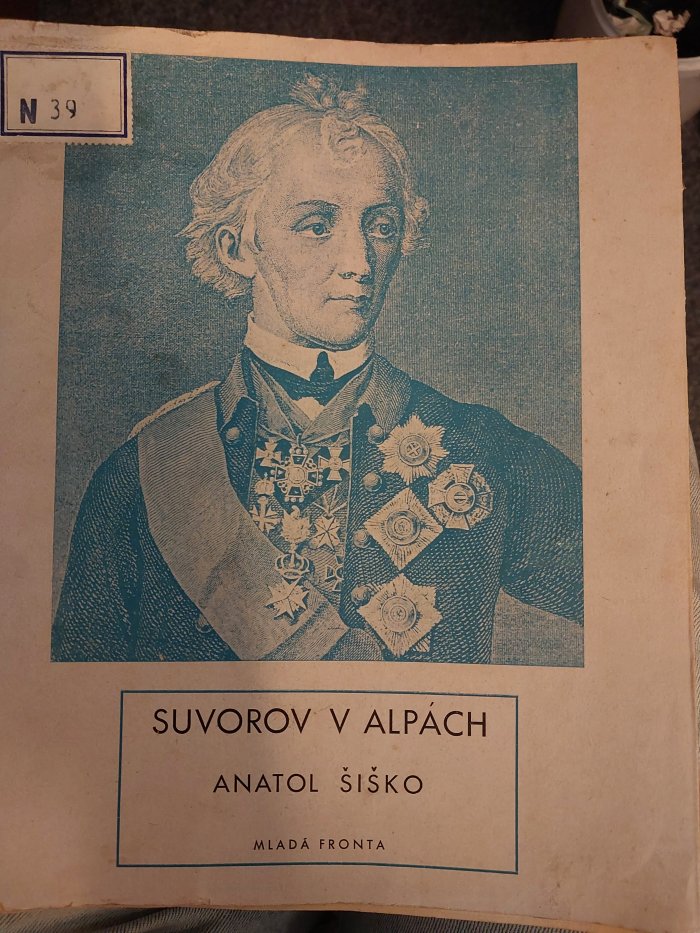 N 39
SUVOROV V ALPÁCH
ANATOL ŠIŠKO
MLADÁ FRONTA